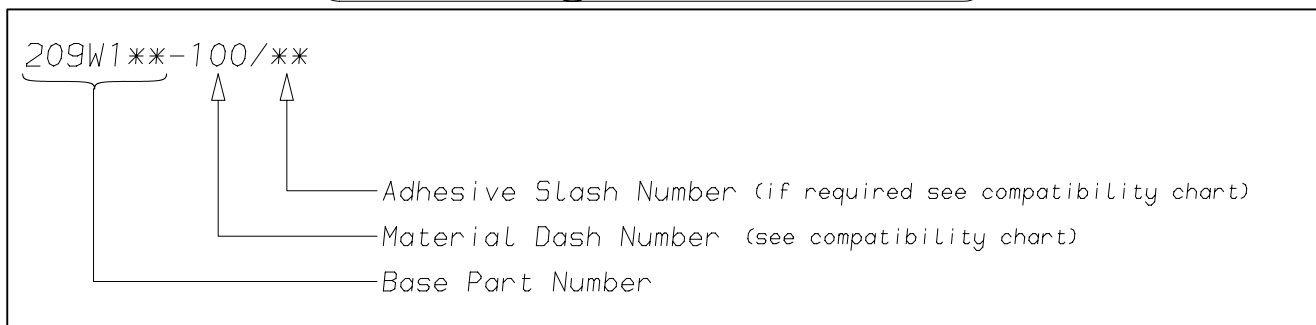 209W1**-100/**
Adhesive Slash Number (if required see compatibility chart)
Material Dash Number (see compatibility chart)
Base Part Number